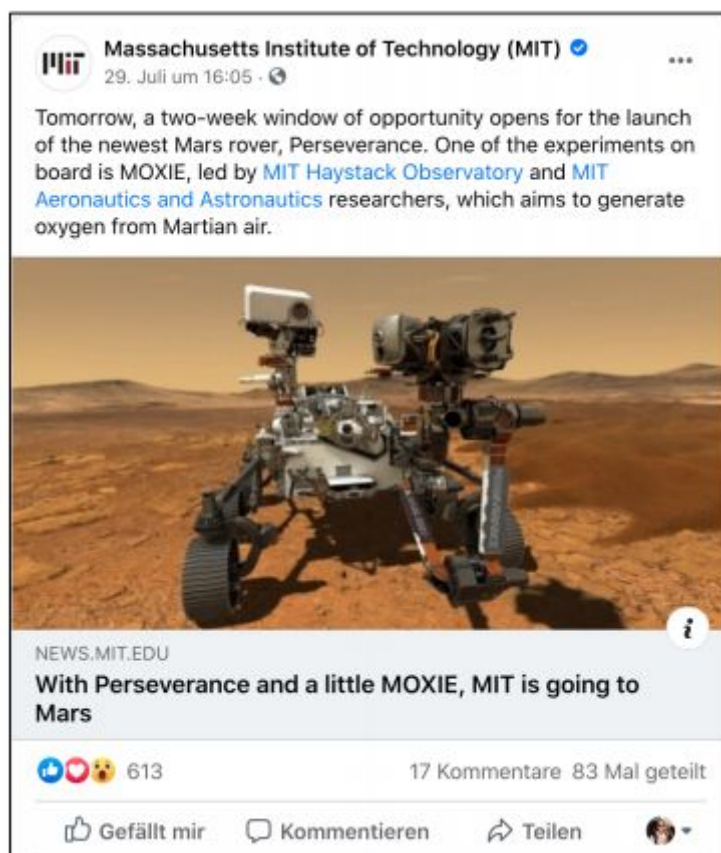 MIT
Massachusetts Institute of Technology (MIT)
29. Juli um 16:05 ·
Tomorrow, a two-week window of opportunity opens for the launch
of the newest Mars rover, Perseverance. One of the experiments on
board is MOXIE, led by MIT Haystack Observatory and MIT
Aeronautics and Astronautics researchers, which aims to generate
oxygen from Martian air.
i
NEWS.MIT.EDU
With Perseverance and a little MOXIE, MIT is going to
Mars
613 17 Kommentare 83 Mal geteilt
Gefällt mir Kommentieren Teilen